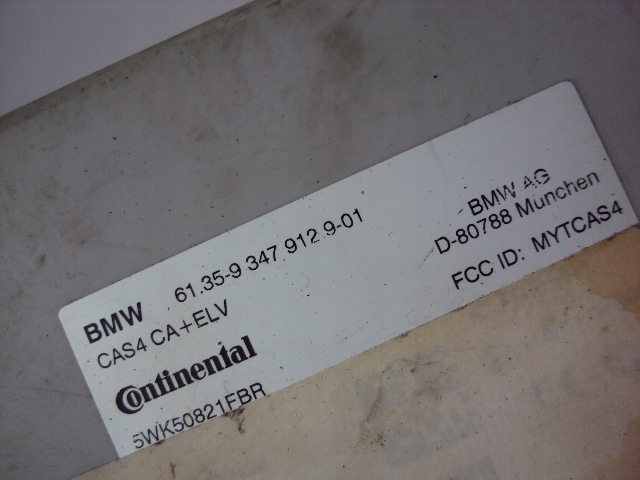 BMW 61.35-9 347 912.9-01
CAS4 CA+ELV
Continental
5WK50821FBR
BMW AG
D-80788 München
FCC ID: MYTCAS4